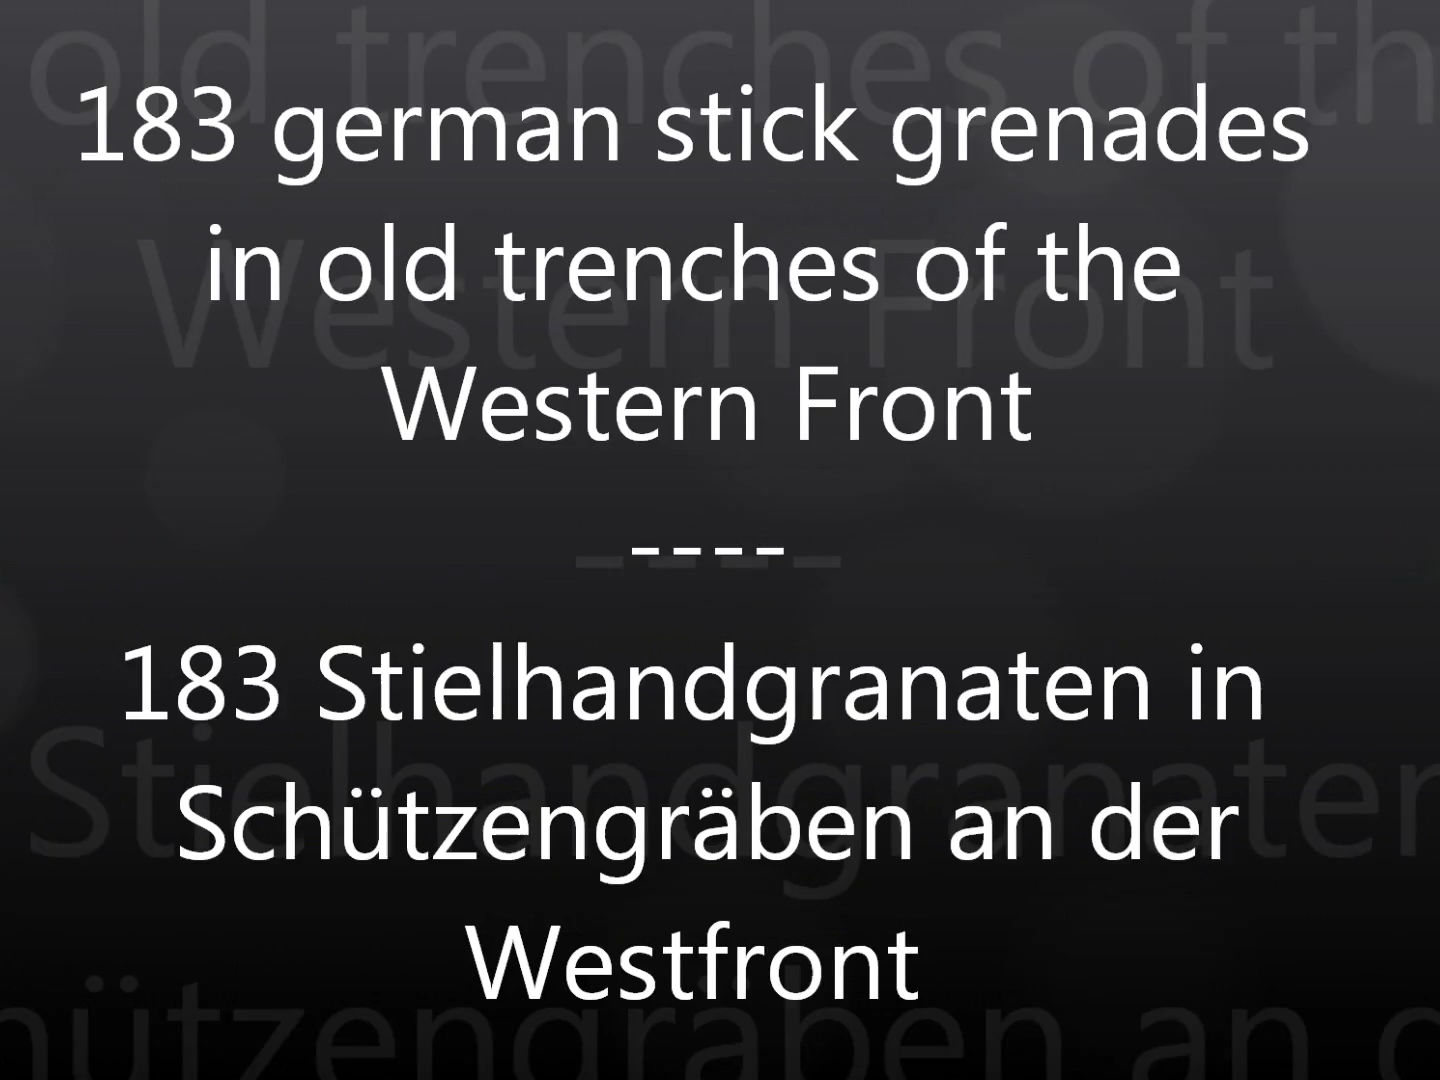 183 german stick grenades
in old trenches of the
Western Front
----
183 Stielhandgranaten in
Schützengräben an der
Westfront